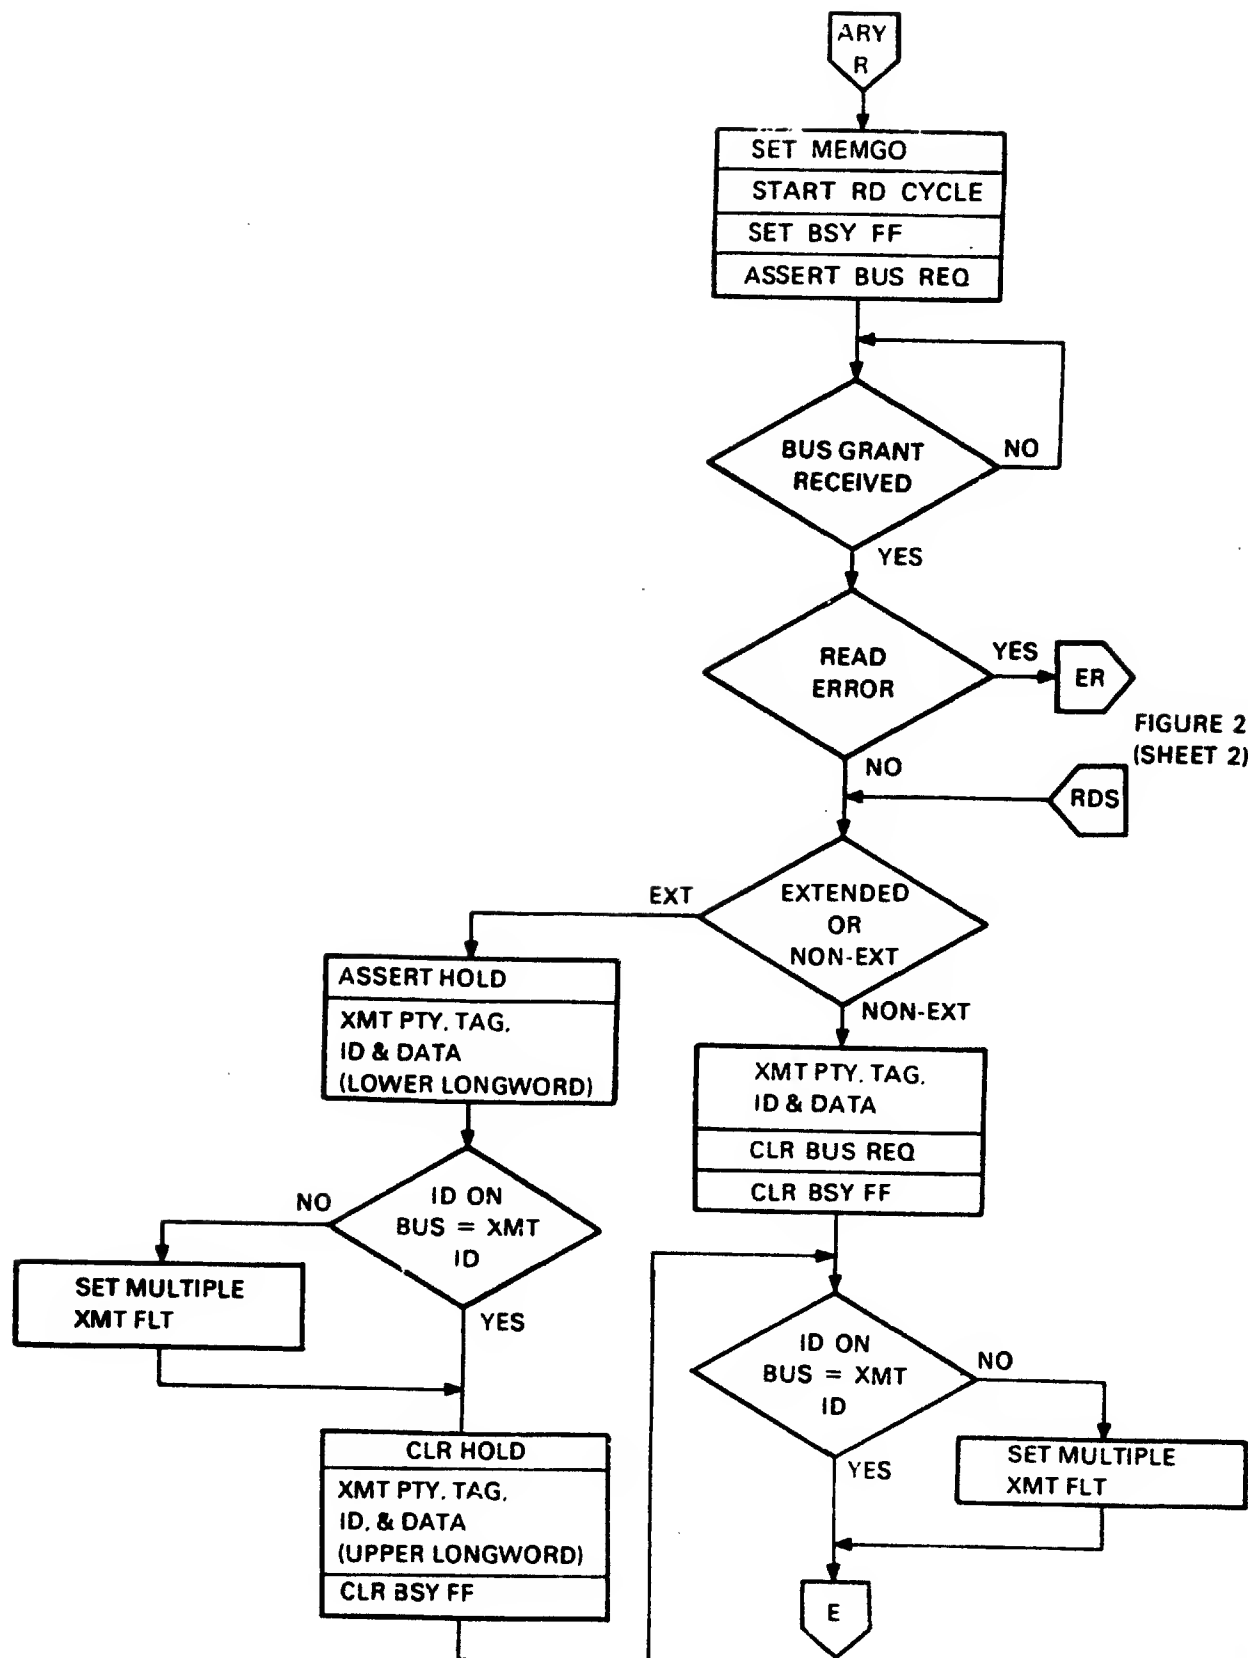 ARY
R
SET MEMGO
START RD CYCLE
SET BSY FF
ASSERT BUS REQ
BUS GRANT
RECEIVED
NO
YES
READ
ERROR
YES
ER
FIGURE 2
(SHEET 2)
NO
RDS
EXTENDED
OR
NON-EXT
EXT
NON-EXT
ASSERT HOLD
XMT PTY, TAG,
ID & DATA
(LOWER LONGWORD)
XMT PTY, TAG,
ID & DATA
CLR BUS REQ
CLR BSY FF
NO
ID ON
BUS = XMT
ID
YES
SET MULTIPLE
XMT FLT
ID ON
BUS = XMT
ID
NO
YES
SET MULTIPLE
XMT FLT
CLR HOLD
XMT PTY, TAG,
ID, & DATA
(UPPER LONGWORD)
CLR BSY FF
E